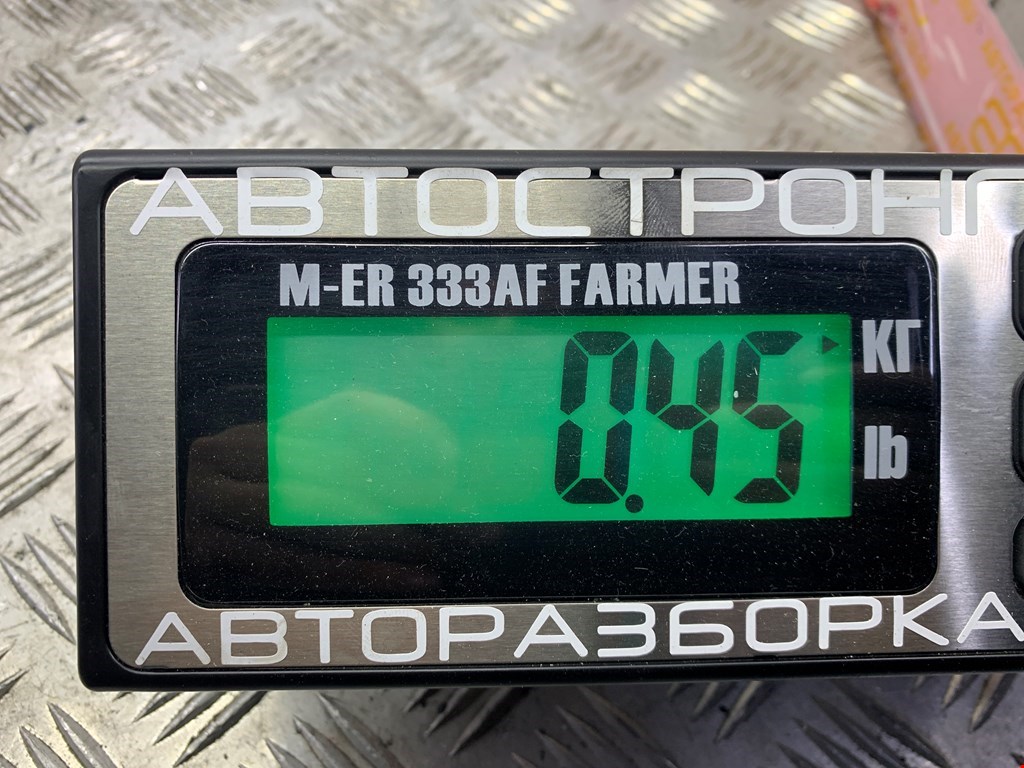 АВТОСТРОНГ
M-ER 333AF FARMER
0.45
КГ
lb
АВТОРАЗБОРКА